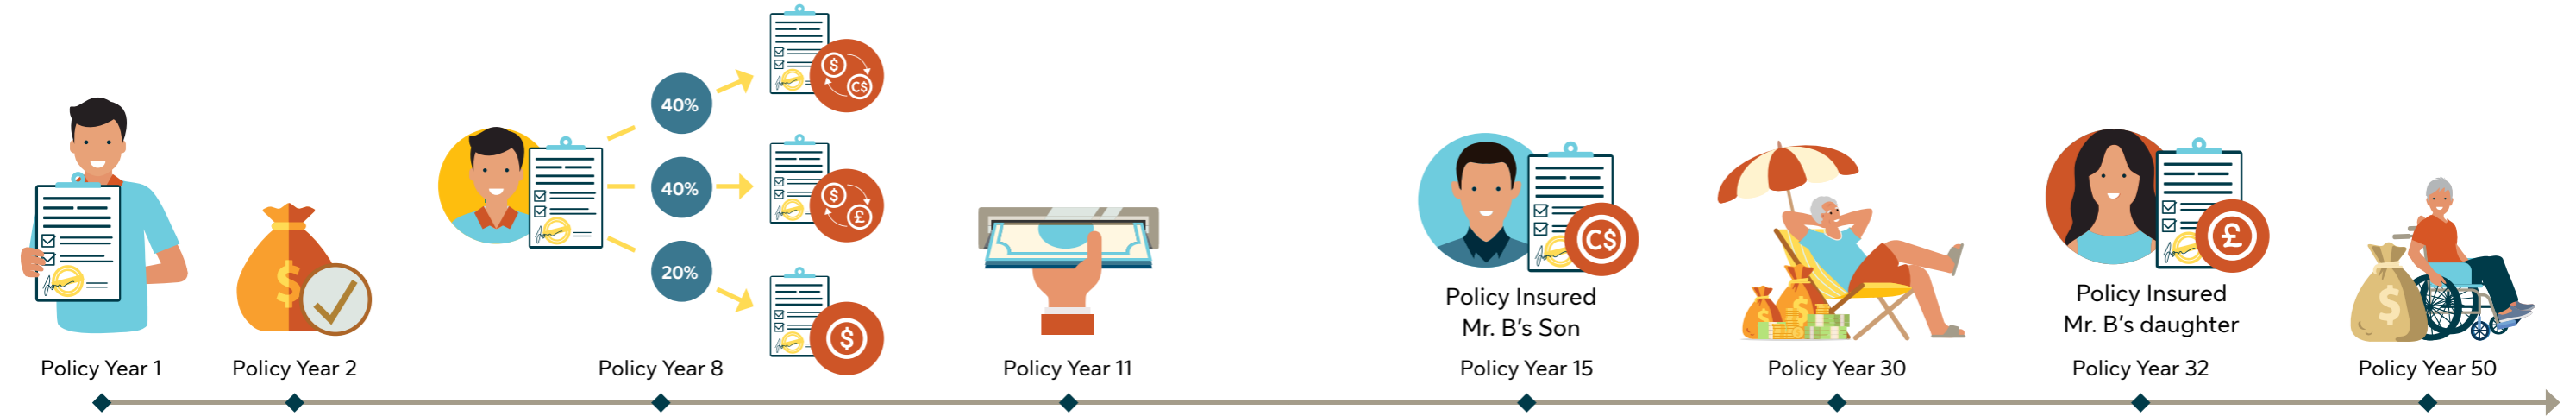 Policy Year 1
$
Policy Year 2
40%
40%
20%
$
C$
$
£
$
Policy Year 8
Policy Year 11
C$
Policy Insured
Mr. B's Son
Policy Year 15
$
$
Policy Year 30
£
Policy Insured
Mr. B's daughter
Policy Year 32
$
Policy Year 50